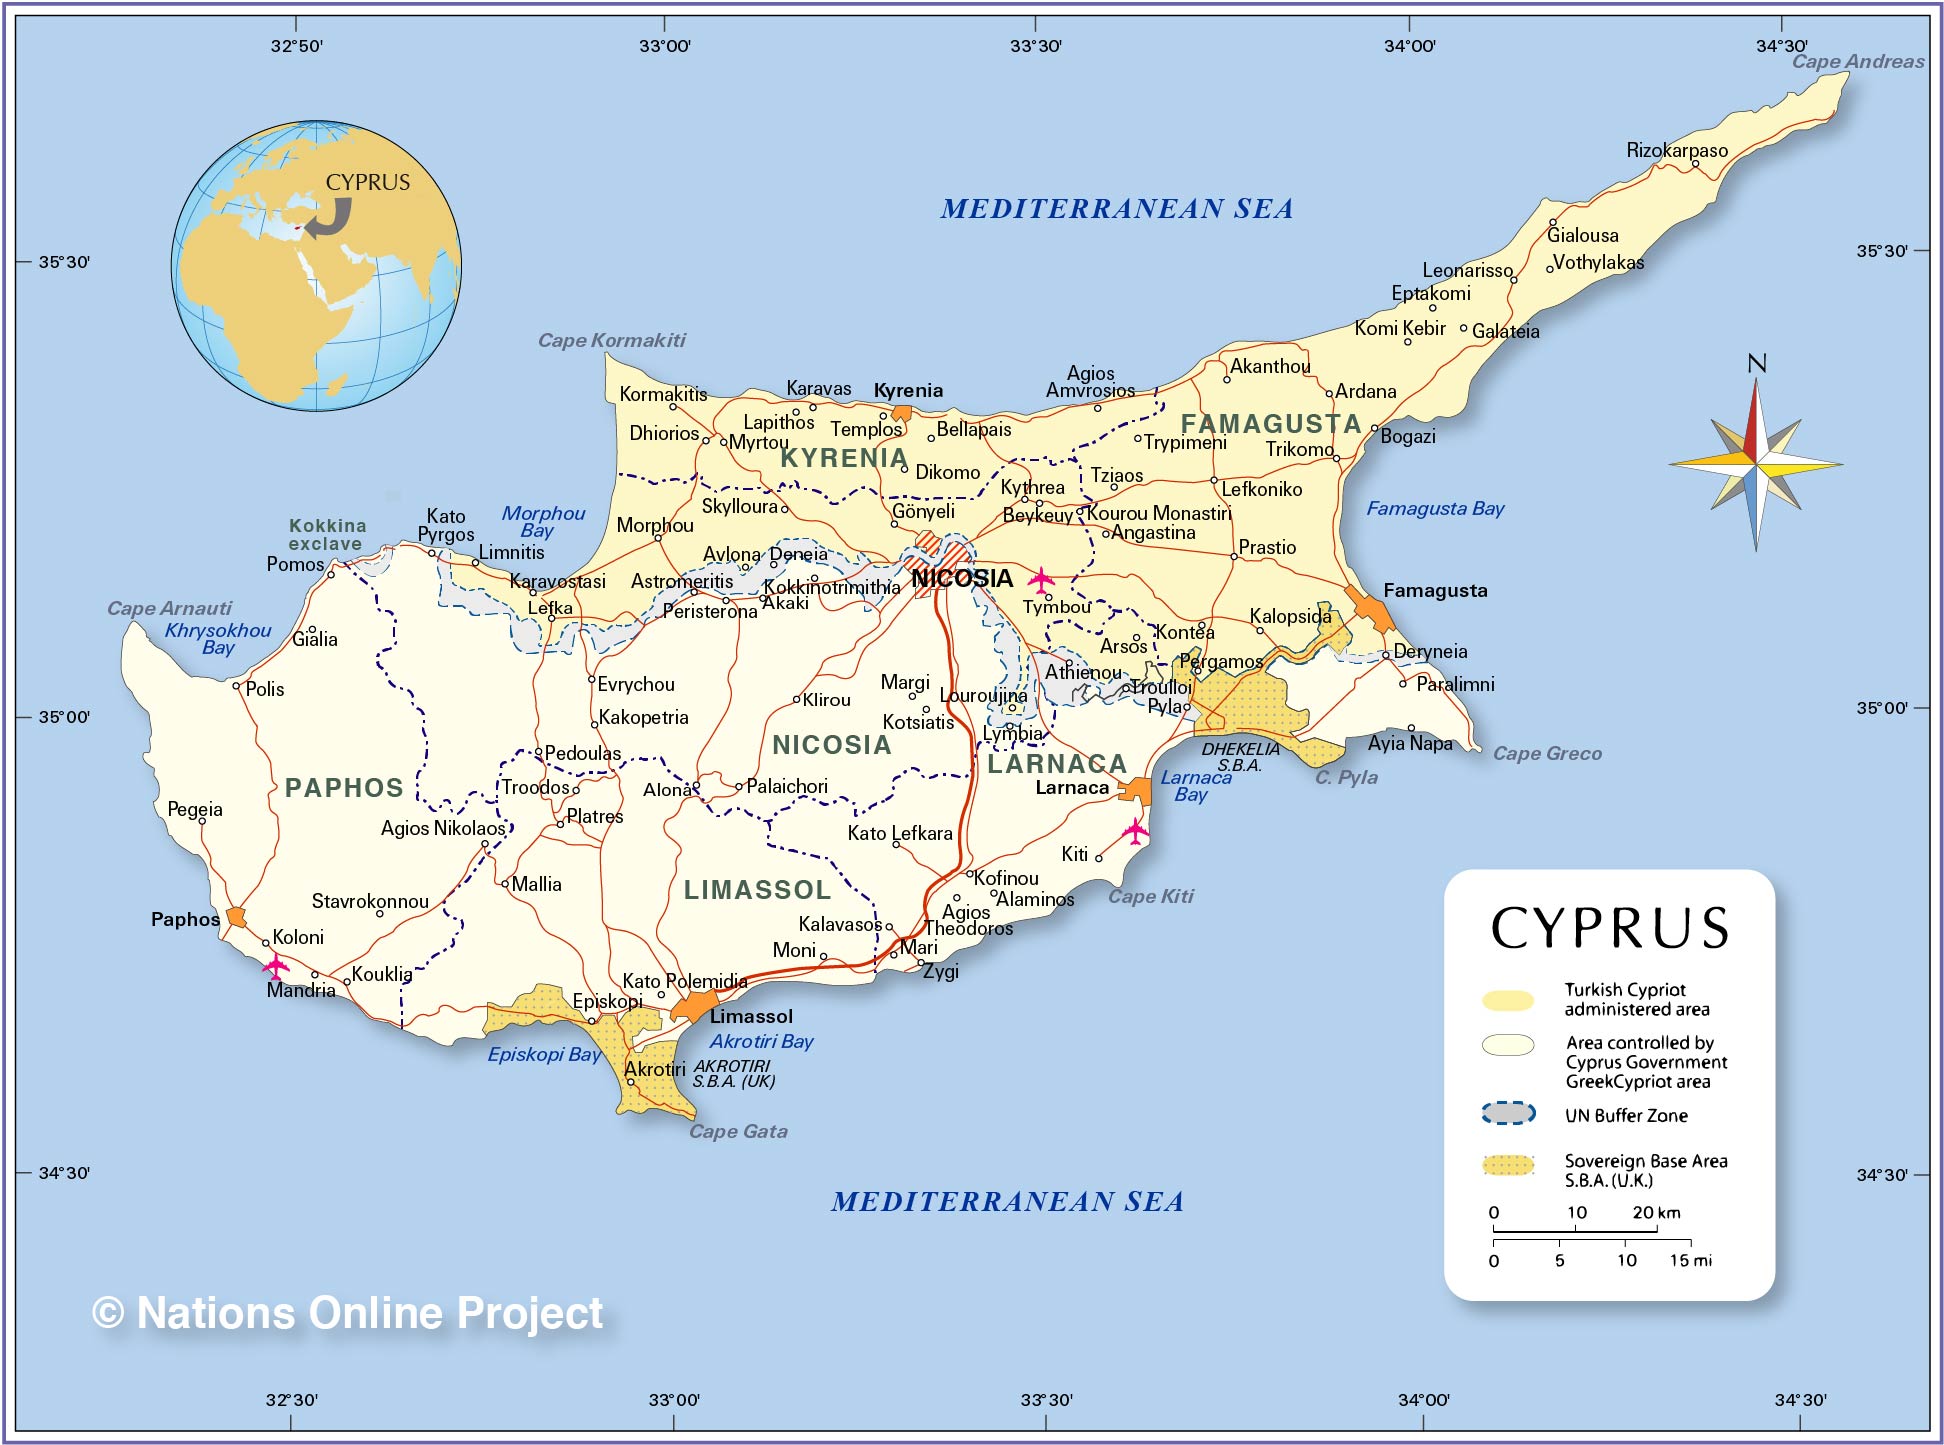 32°50'
33°00'
33°30'
34°00'
34°30'
Cape Andreas
Rizokarpaso
CYPRUS
MEDITERRANEAN SEA
Gialousa
35°30'
35°30'
Vothylakas
Leonarisso
Eptakomi
Komi Kebir
Galateia
Cape Kormakiti
N
Akanthou
Agios
Amvrosios
Karavas
Kyrenia
Kormakitis
Ardana
Lapithos
Templos
Bellapais
FAMAGUSTA
Dhiorios
Myrtou
Trypimeni
Bogazi
KYRENIA
Trikomo
Dikomo
Tziaos
Kythrea
Lefkoniko
Skylloura
Gönyeli
Beykeuy
Kourou Monastiri
Famagusta Bay
Morphou
Bay
Kato
Pyrgos
Kokkina
exclave
Morphou
Angastina
Limnitis
Avlona
Deneia
Prastio
Pomos
Karavostasi
Astromeritis
Kokkinotrimithia
NICOSIA
Famagusta
Cape Arnauti
Lefka
Peristerona
Akaki
Tymbou
Kalopsida
Khrysokhou
Bay
Gialia
Arsos
Kontea
Deryneia
Pergamos
Athienou
Polis
Evrychou
Margi
Louroujina
Troulloi
Paralimni
Klirou
Pyla
35°00'
35°00'
Kakopetria
Kotsiatis
Lymbia
NICOSIA
Ayia Napa
Cape Greco
Pedoulas
DHEKELIA
S.B.A.
LARNACA
C. Pyla
PAPHOS
Troodos
Alona
Palaichori
Larnaca
Larnaca
Bay
Pegeia
Platres
Agios Nikolaos
Kato Lefkara
Kiti
Mallia
LIMASSOL
Kofinou
Cape Kiti
Stavrokonnou
Alaminos
Paphos
Agios
Theodoros
Kalavasos
Koloni
Moni
Mari
Zygi
Kouklia
Mandria
Kato Polemidia
Episkopi
Limassol
Episkopi Bay
Akrotiri Bay
Akrotiri
AKROTIRI
S.B.A. (UK)
Cape Gata
CYPRUS
Turkish Cypriot
administered area
Area controlled by
Cyprus Government
GreekCypriot area
UN Buffer Zone
Sovereign Base Area
S.B.A. (U.K.)
0 10 20 km
0 5 10 15 mi
34°30'
34°30'
MEDITERRANEAN SEA
© Nations Online Project
32°30'
33°00'
33°30'
34°00'
34°30'